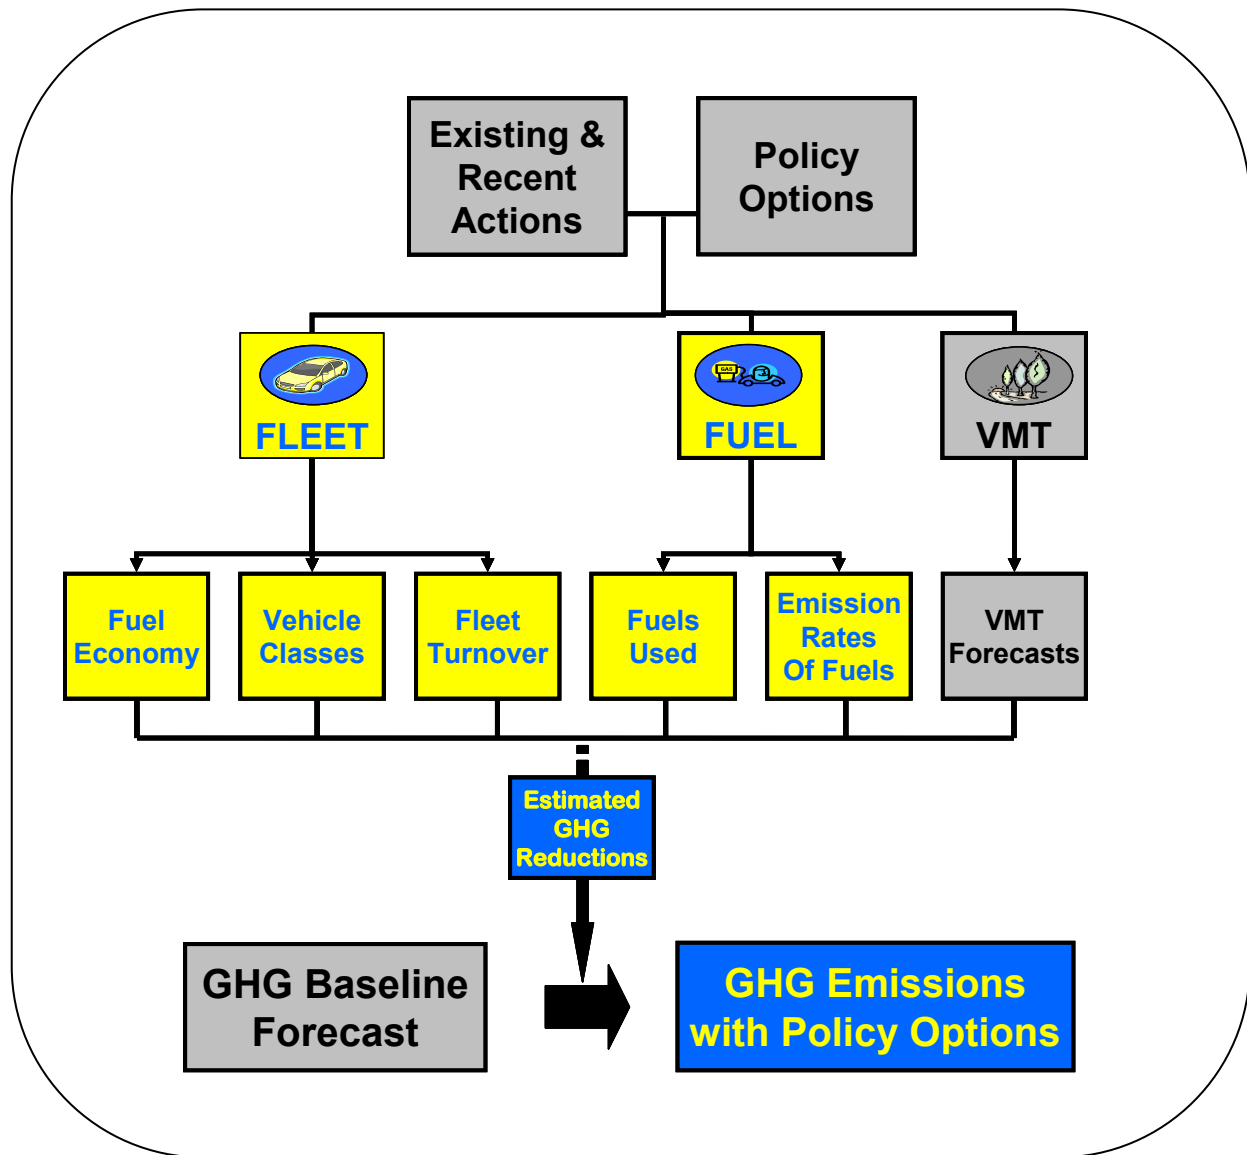 Existing &
Recent
Actions
Policy
Options
GAS
FLEET
FUEL
VMT
Fuel
Economy
Vehicle
Classes
Fleet
Turnover
Fuels
Used
Emission
Rates
Of Fuels
VMT
Forecasts
Estimated
GHG
Reductions
GHG Baseline
Forecast
GHG Emissions
with Policy Options